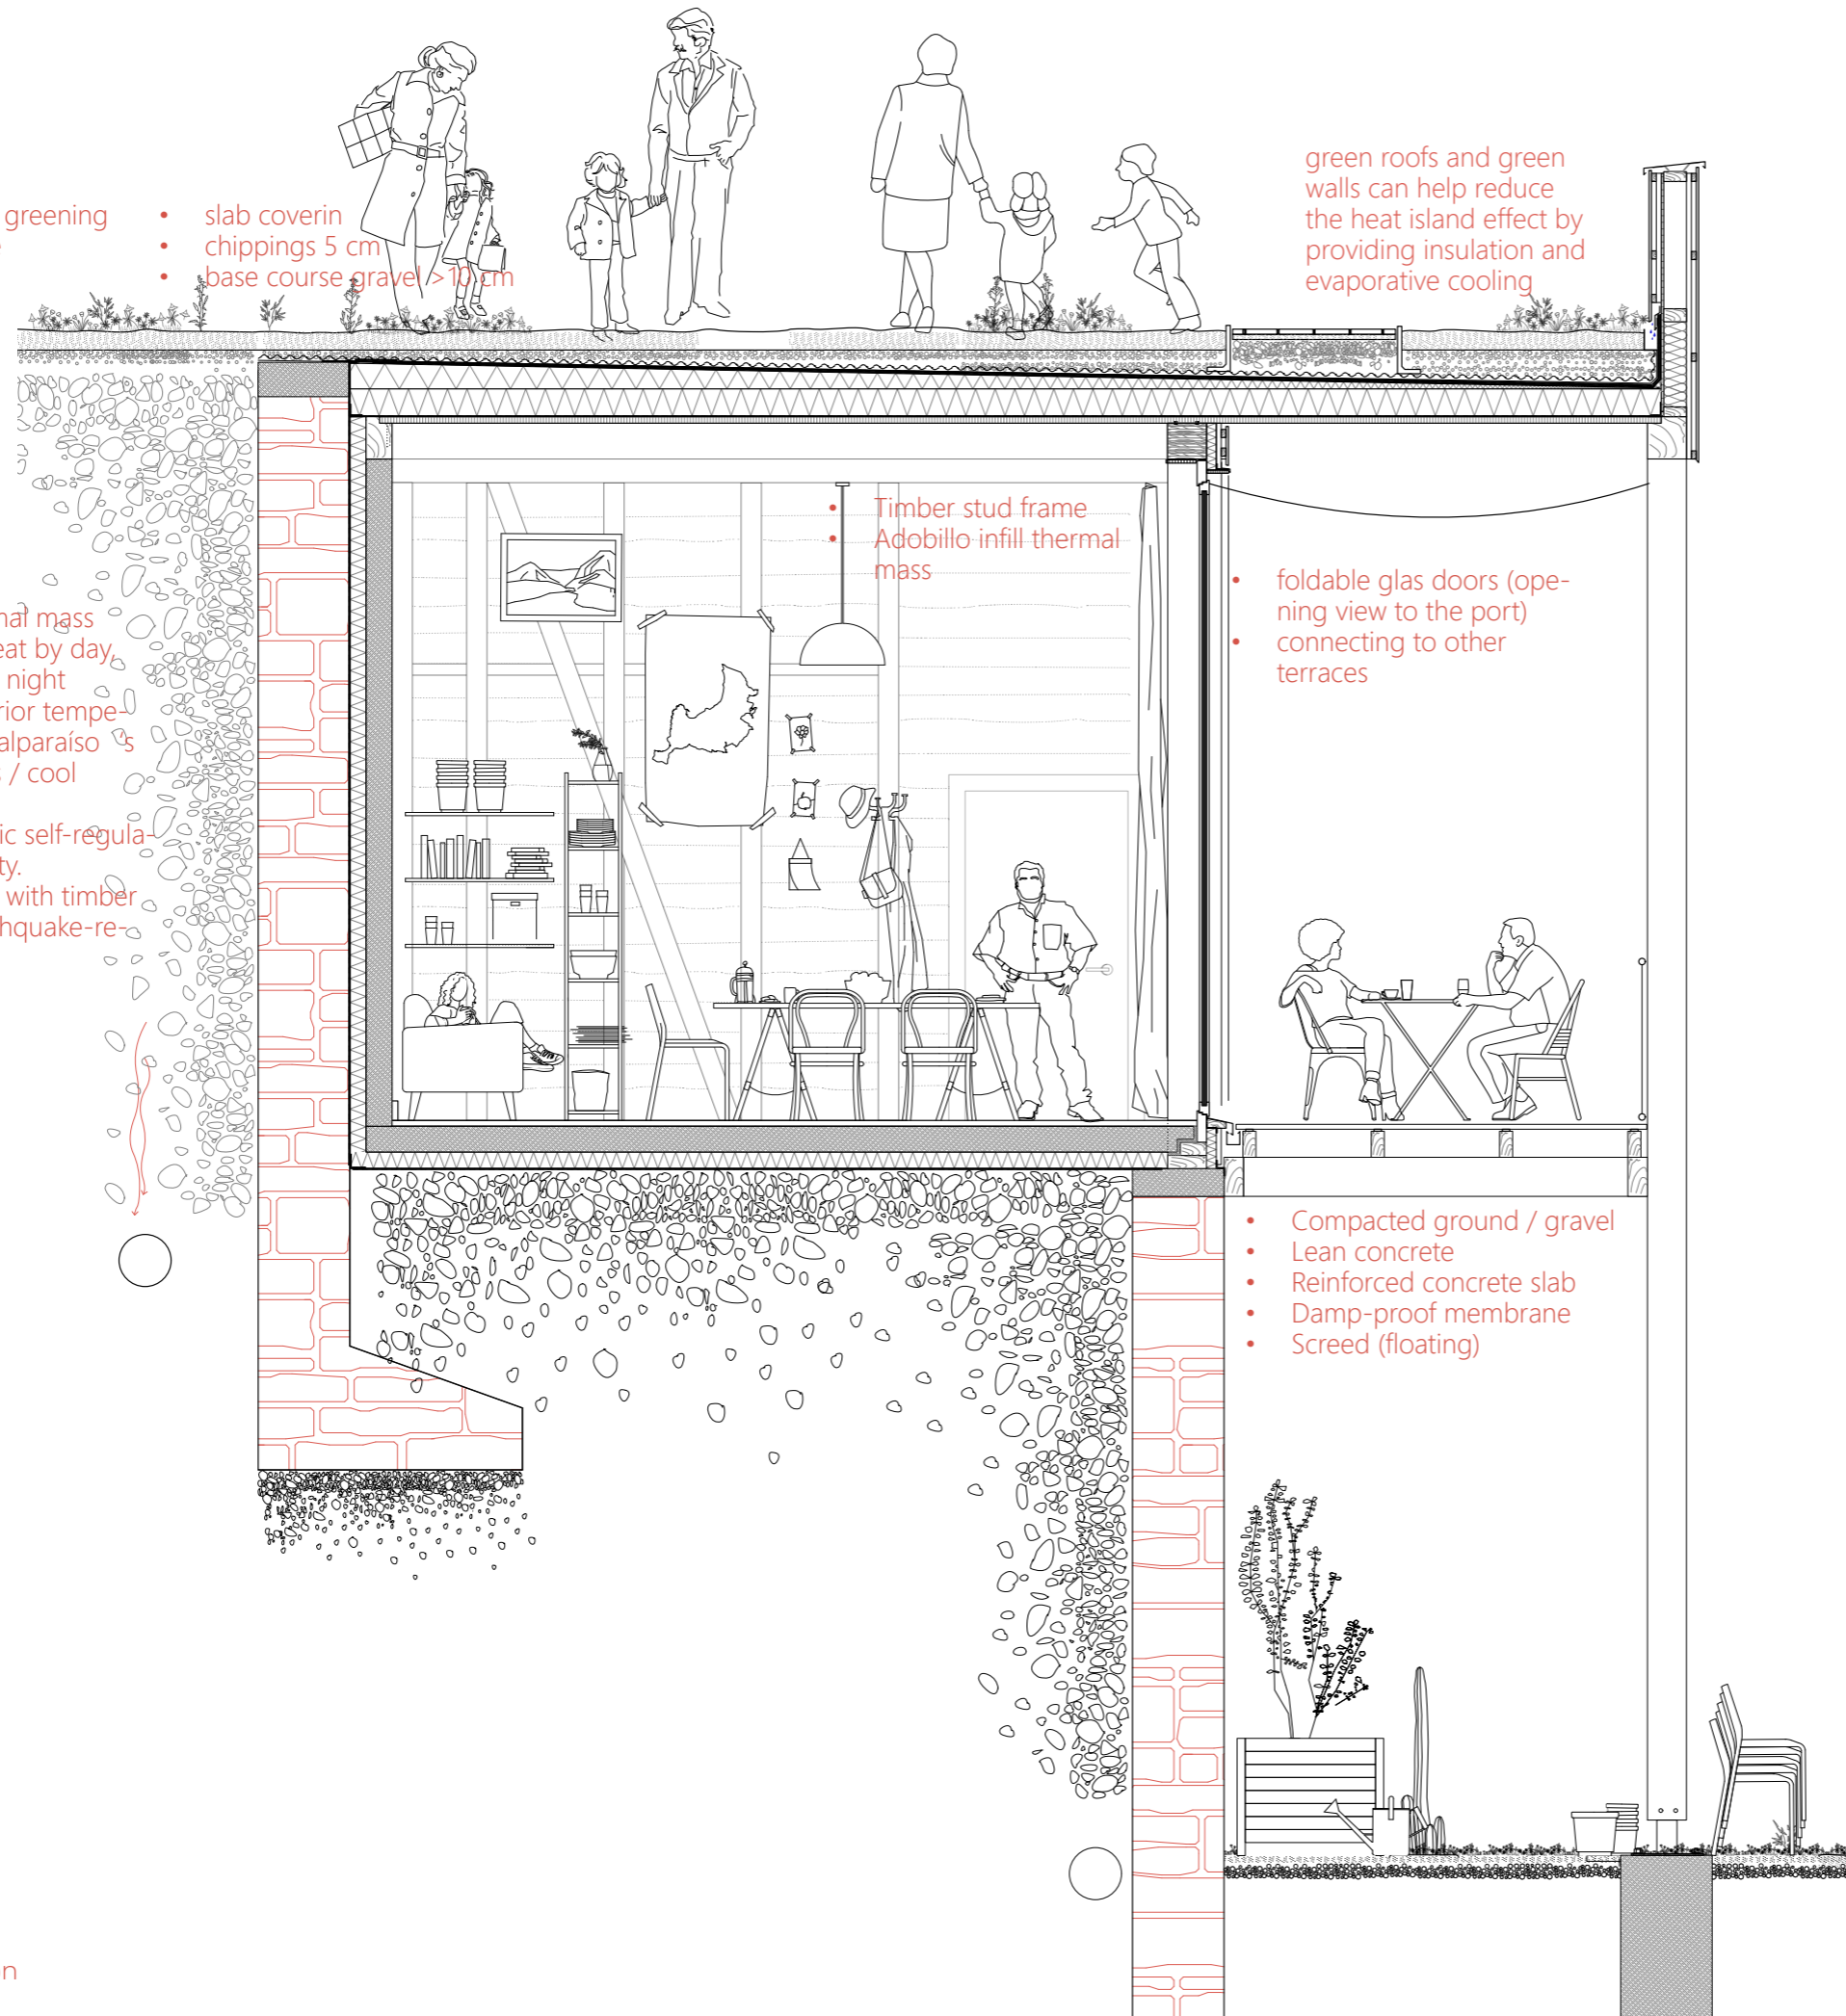 greening
• slab coverin
• chippings 5 cm
• base course gravel >10 cm
green roofs and green
walls can help reduce
the heat island effect by
providing insulation and
evaporative cooling
• Timber stud frame
• Adobillo infill thermal
mass
• foldable glas doors (ope-
ning view to the port)
• connecting to other
terraces
nal mass
eat by day,
night
rior tempe-
alparaíso 's
s / cool
ic self-regula-
ty.
with timber
thquake-re-
• Compacted ground / gravel
• Lean concrete
• Reinforced concrete slab
• Damp-proof membrane
• Screed (floating)
n